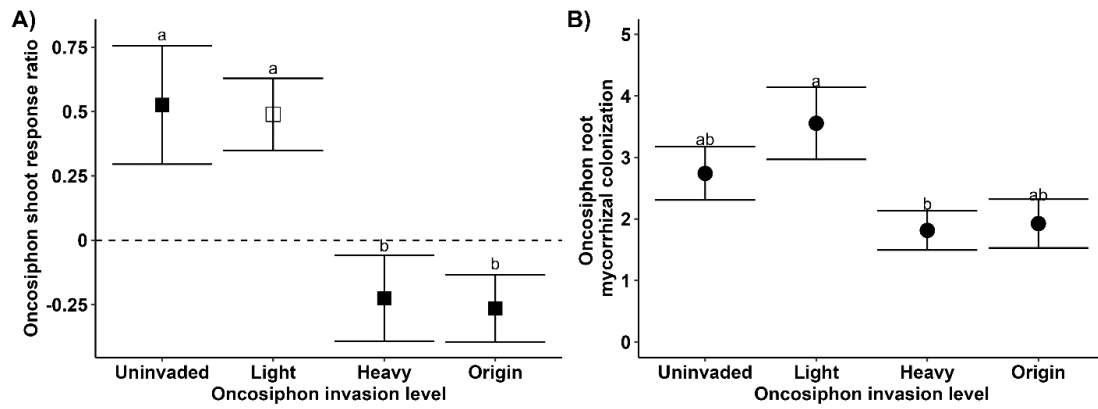 A)
Oncosiphon shoot response ratio
0.75
0.5
0.25
0
-0.25
a
a
b
b
Uninvaded Light Heavy Origin
Oncosiphon invasion level
B)
Oncosiphon root
mycorrhizal colonization
5
4
3
2
1
0
ab
a
b
ab
Uninvaded Light Heavy Origin
Oncosiphon invasion level